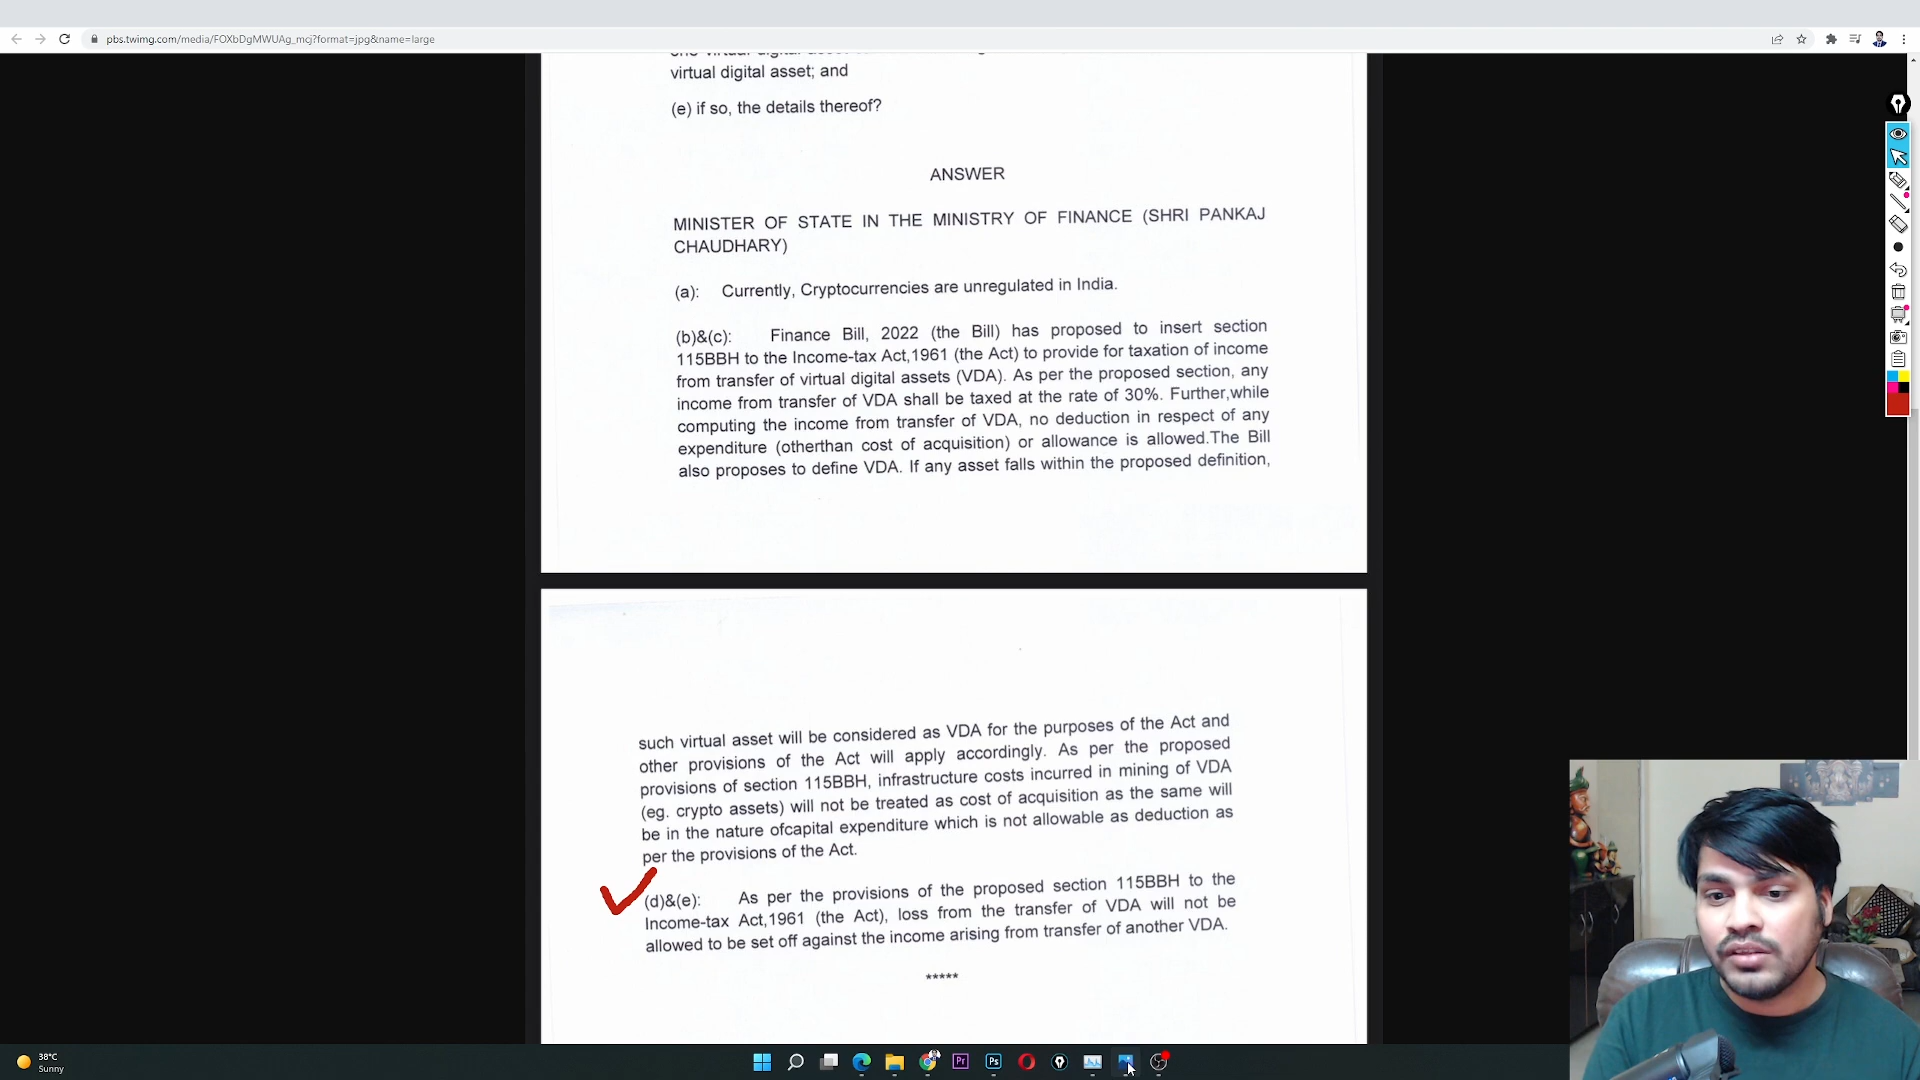 pbs.twimg.com/media/FOXbDgMWUAg_mcj?format=jpg&name=large
virtual digital asset; and
(e) if so, the details thereof?
ANSWER
MINISTER OF STATE IN THE MINISTRY OF FINANCE (SHRI PANKAJ
CHAUDHARY)
(a): Currently, Cryptocurrencies are unregulated in India.
(b)&(c): Finance Bill, 2022 (the Bill) has proposed to insert section
115BBH to the Income-tax Act,1961 (the Act) to provide for taxation of income
from transfer of virtual digital assets (VDA). As per the proposed section, any
income from transfer of VDA shall be taxed at the rate of 30%. Further,while
computing the income from transfer of VDA, no deduction in respect of any
expenditure (otherthan cost of acquisition) or allowance is allowed.The Bill
also proposes to define VDA. If any asset falls within the proposed definition,
such virtual asset will be considered as VDA for the purposes of the Act and
other provisions of the Act will apply accordingly. As per the proposed
provisions of section 115BBH, infrastructure costs incurred in mining of VDA
(eg. crypto assets) will not be treated as cost of acquisition as the same will
be in the nature ofcapital expenditure which is not allowable as deduction as
per the provisions of the Act.
(d)&(e): As per the provisions of the proposed section 115BBH to the
Income-tax Act,1961 (the Act), loss from the transfer of VDA will not be
allowed to be set off against the income arising from transfer of another VDA.
*****
38°C
Sunny
Pr
Ps